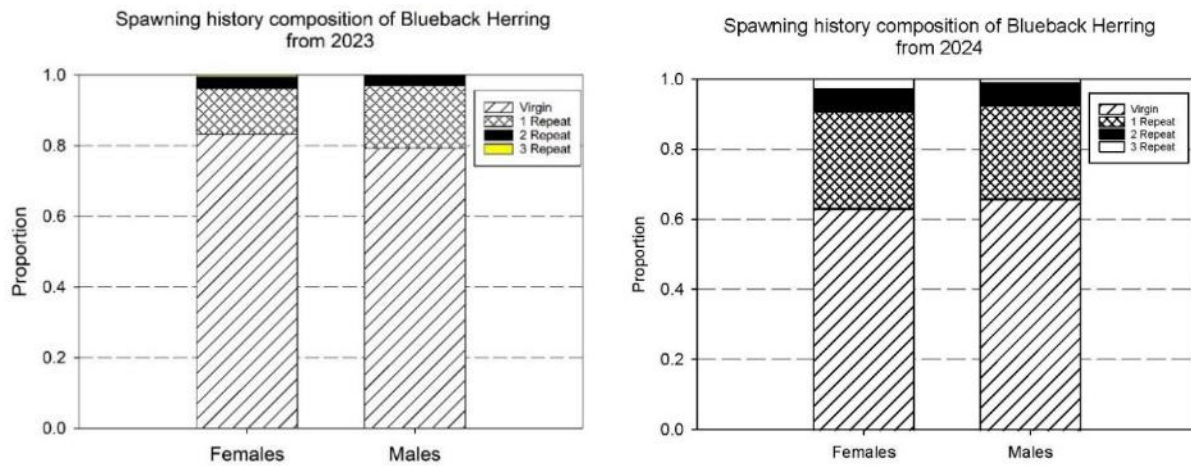 Spawning history composition of Blueback Herring
from 2023
1.0
0.8
0.6
0.4
0.2
0.0
Proportion
Virgin
1 Repeat
2 Repeat
3 Repeat
Females
Males
Spawning history composition of Blueback Herring
from 2024
1.0
0.8
0.6
0.4
0.2
0.0
Proportion
Virgin
1 Repeat
2 Repeat
3 Repeat
Females
Males